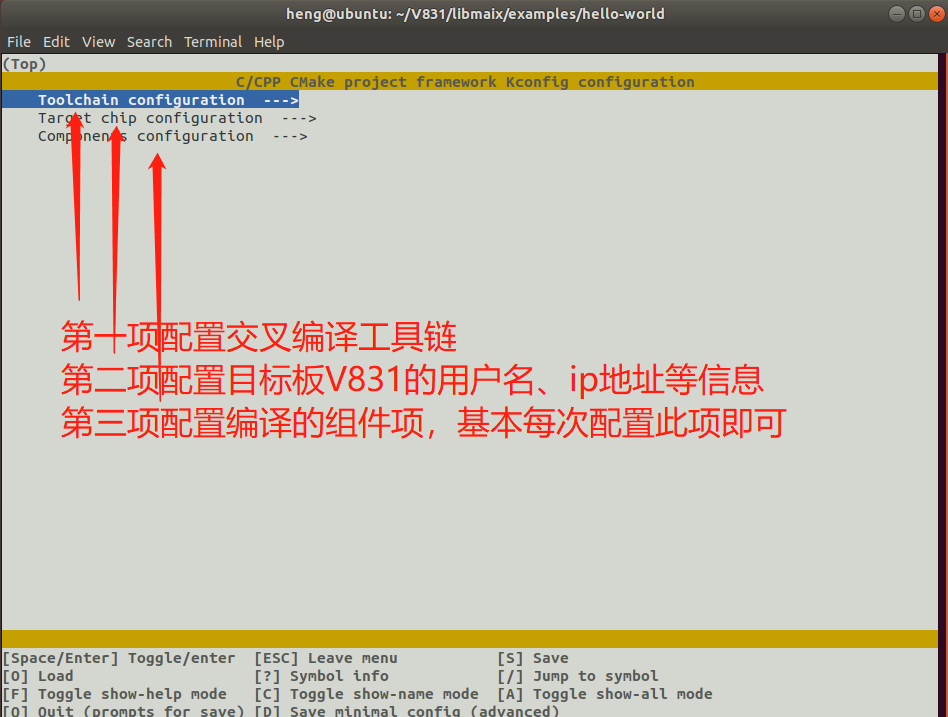 heng@ubuntu: ~/V831/libmaix/examples/hello-world
File Edit View Search Terminal Help
(Top)
C/CPP CMake project framework Kconfig configuration
Toolchain configuration --->
Target chip configuration --->
Components configuration --->
第一项配置交叉编译工具链
第二项配置目标板V831的用户名、ip地址等信息
第三项配置编译的组件项，基本每次配置此项即可
[Space/Enter] Toggle/enter [ESC] Leave menu [S] Save
[O] Load [?] Symbol info [/] Jump to symbol
[F] Toggle show-help mode [C] Toggle show-name mode [A] Toggle show-all mode
[Q] Quit (prompts for save) [D] Save minimal config (advanced)